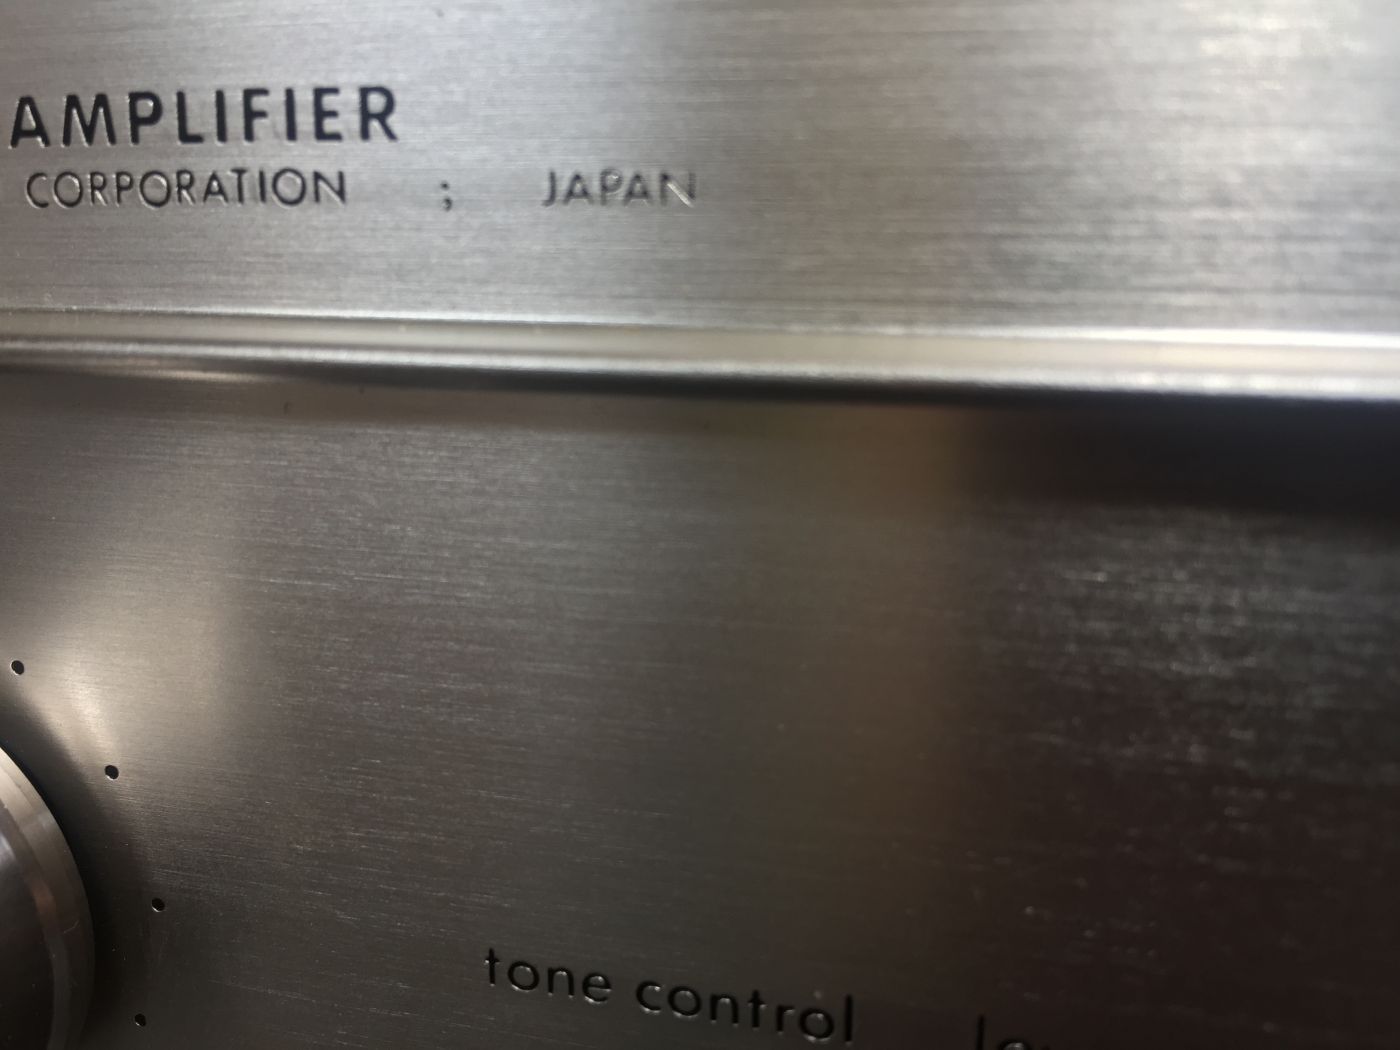 AMPLIFIER
CORPORATION ; JAPAN
tone control